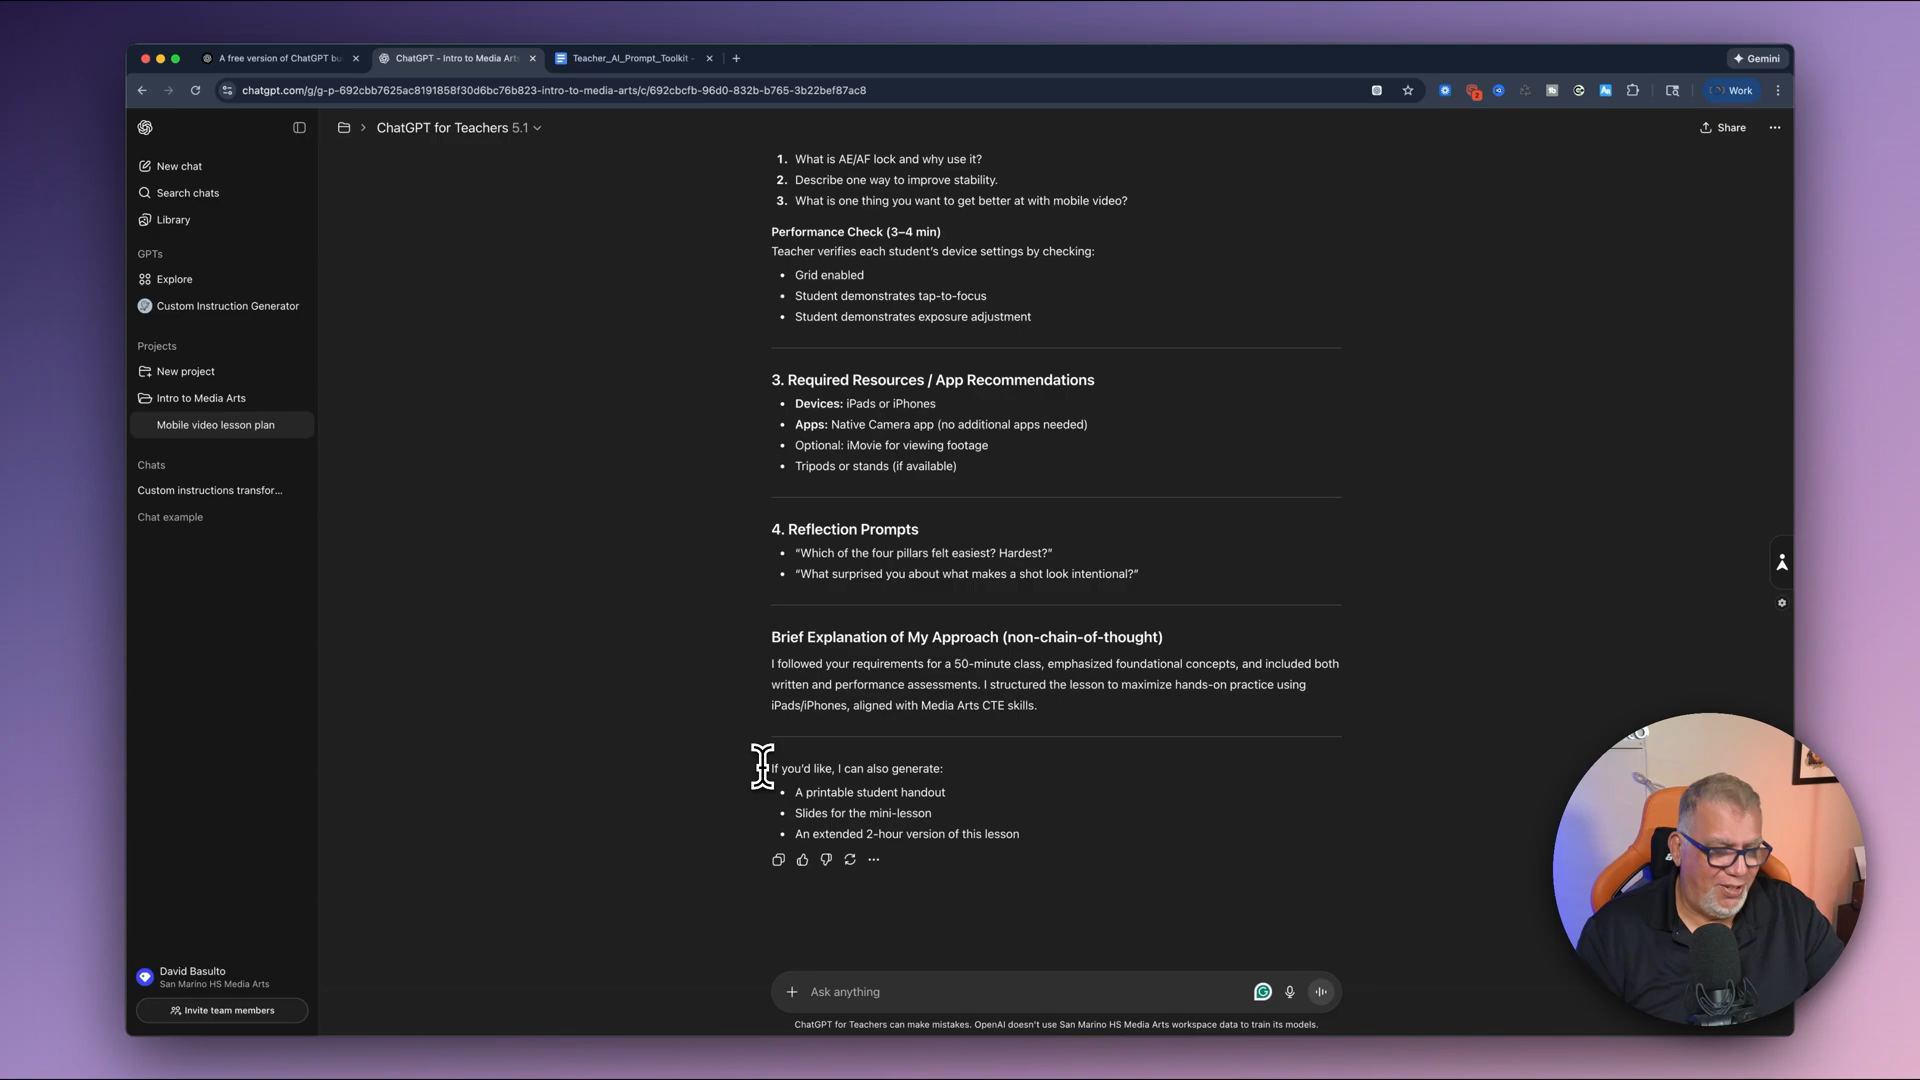 A free version of ChatGPT bu
ChatGPT - Intro to Media Arts
Teacher_AI_Prompt_Toolkit -
Gemini
chatgpt.com/g/g-p-692cbb7625ac8191858f30d6bc76b823-intro-to-media-arts/c/692cbcfb-96d0-832b-b765-3b22bef87ac8
Work
ChatGPT for Teachers 5.1
Share
New chat
Search chats
Library
GPTs
Explore
Custom Instruction Generator
Projects
New project
Intro to Media Arts
Mobile video lesson plan
Chats
Custom instructions transfor...
Chat example
David Basulto
San Marino HS Media Arts
Invite team members
1. What is AE/AF lock and why use it?
2. Describe one way to improve stability.
3. What is one thing you want to get better at with mobile video?
Performance Check (3–4 min)
Teacher verifies each student's device settings by checking:
• Grid enabled
• Student demonstrates tap-to-focus
• Student demonstrates exposure adjustment
3. Required Resources / App Recommendations
• Devices: iPads or iPhones
• Apps: Native Camera app (no additional apps needed)
• Optional: iMovie for viewing footage
• Tripods or stands (if available)
4. Reflection Prompts
• “Which of the four pillars felt easiest? Hardest?”
• “What surprised you about what makes a shot look intentional?”
Brief Explanation of My Approach (non-chain-of-thought)
I followed your requirements for a 50-minute class, emphasized foundational concepts, and included both
written and performance assessments. I structured the lesson to maximize hands-on practice using
iPads/iPhones, aligned with Media Arts CTE skills.
If you'd like, I can also generate:
• A printable student handout
• Slides for the mini-lesson
• An extended 2-hour version of this lesson
Ask anything
ChatGPT for Teachers can make mistakes. OpenAI doesn't use San Marino HS Media Arts workspace data to train its models.